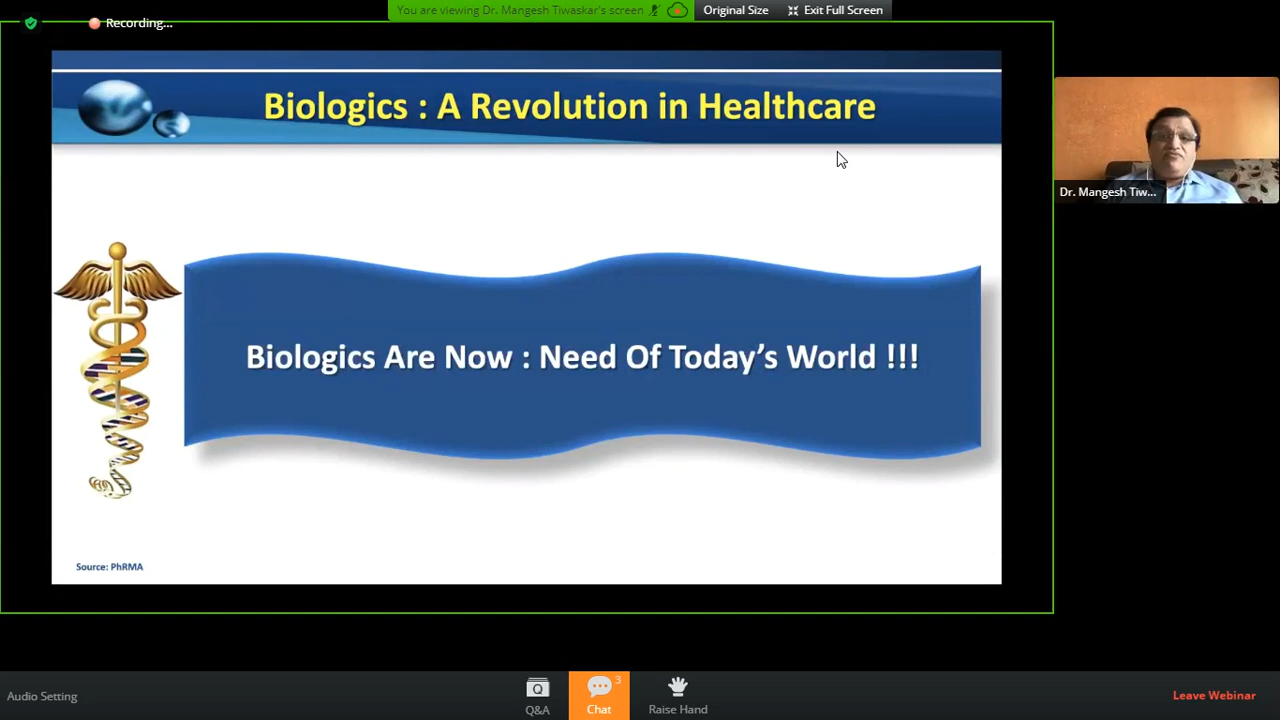 You are viewing Dr. Mangesh Tiwaskar's screen
Original Size
Exit Full Screen
Recording...
Biologics : A Revolution in Healthcare
Dr. Mangesh Tiw...
Biologics Are Now : Need Of Today’s World !!!
Source: PhRMA
Audio Setting
Q
Q&A
3
Chat
Raise Hand
Leave Webinar